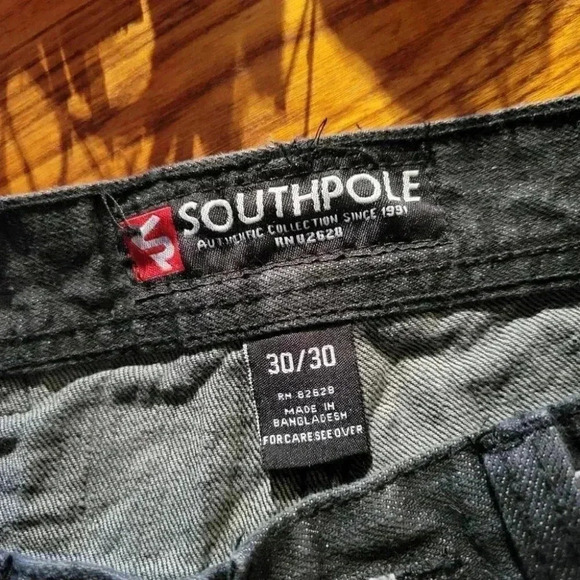 SOUTHPOLE
AUTHENTIC COLLECTION SINCE 1991
RN 82628
30/30
RN 82628
MADE IN
BANGLADESH
FOR CARE SEE OVER